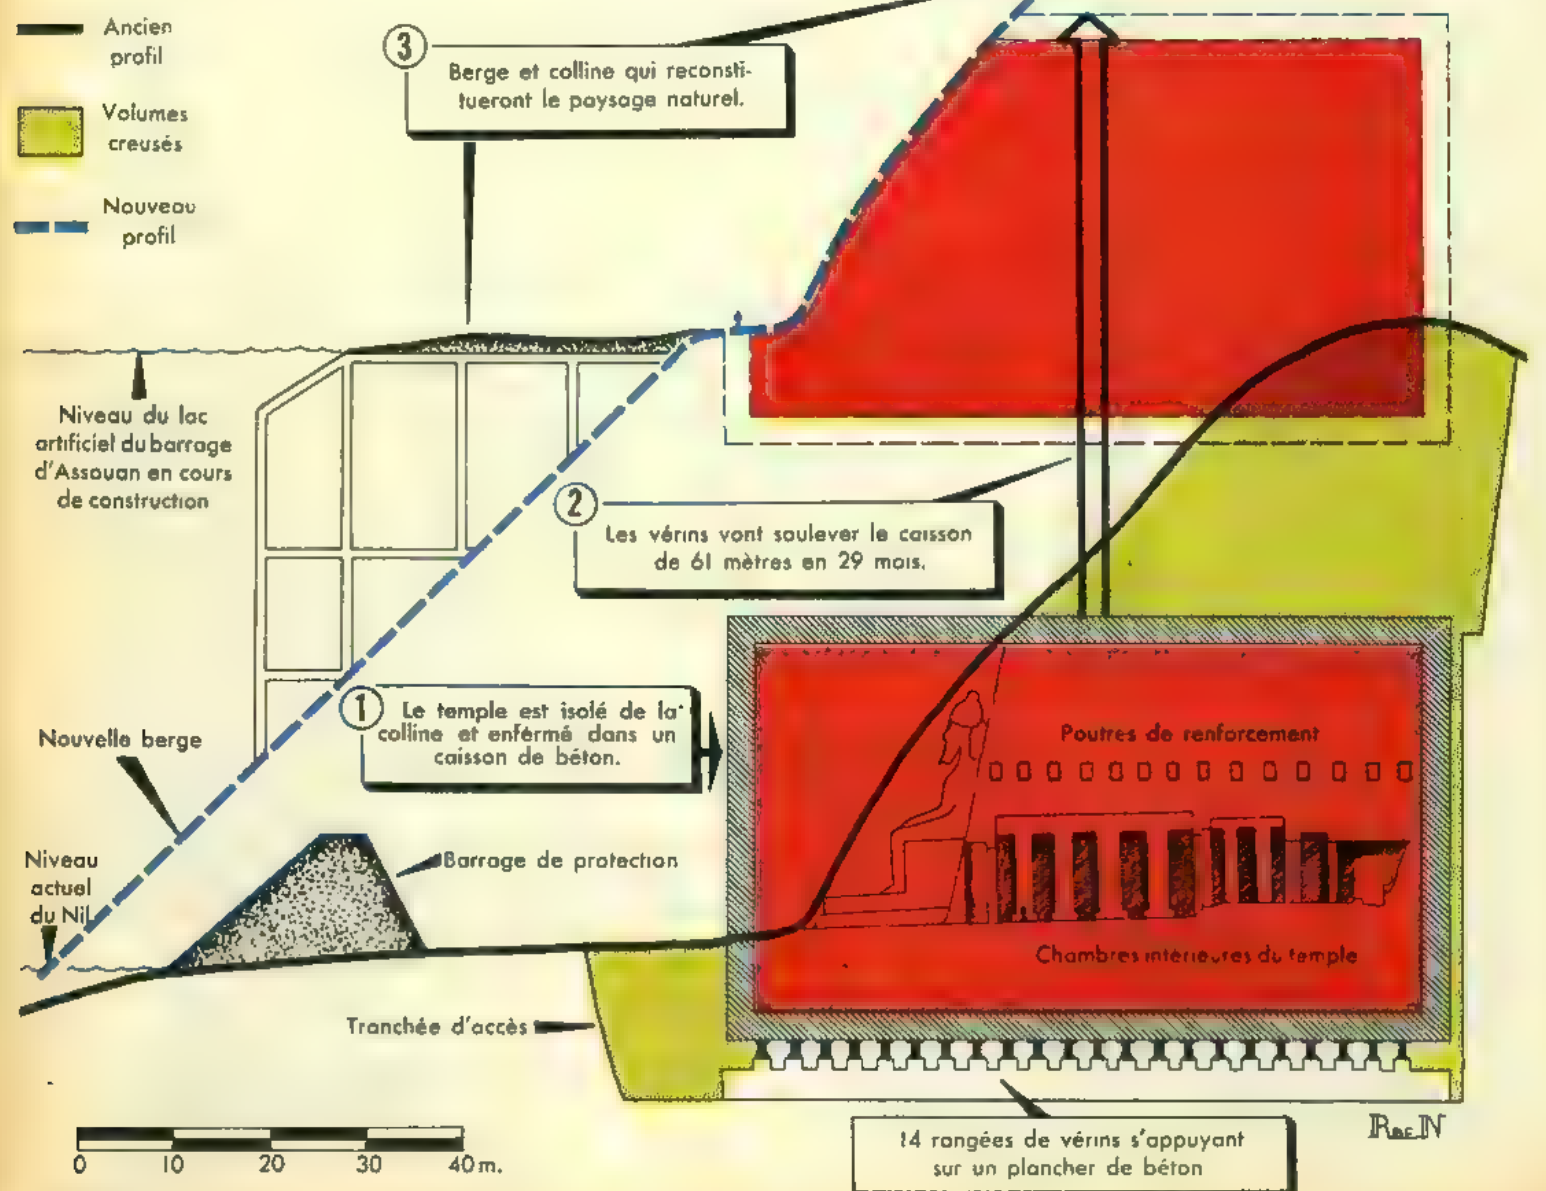 Ancien
profil
Volumes
creusés
Nouveau
profil
3
Berge et colline qui reconsti-
tueront le paysage naturel.
Niveau du lac
artificiel du barrage
d'Assouan en cours
de construction
2
Les vérins vont soulever le caisson
de 61 mètres en 29 mois.
1
Le temple est isolé de la
colline et enfermé dans un
caisson de béton.
Nouvelle berge
Poutres de renforcement
Niveau
actuel
du Nil
Barrage de protection
Chambres intérieures du temple
Tranchée d'accès
0 10 20 30 40 m.
14 rangées de vérins s'appuyant
sur un plancher de béton